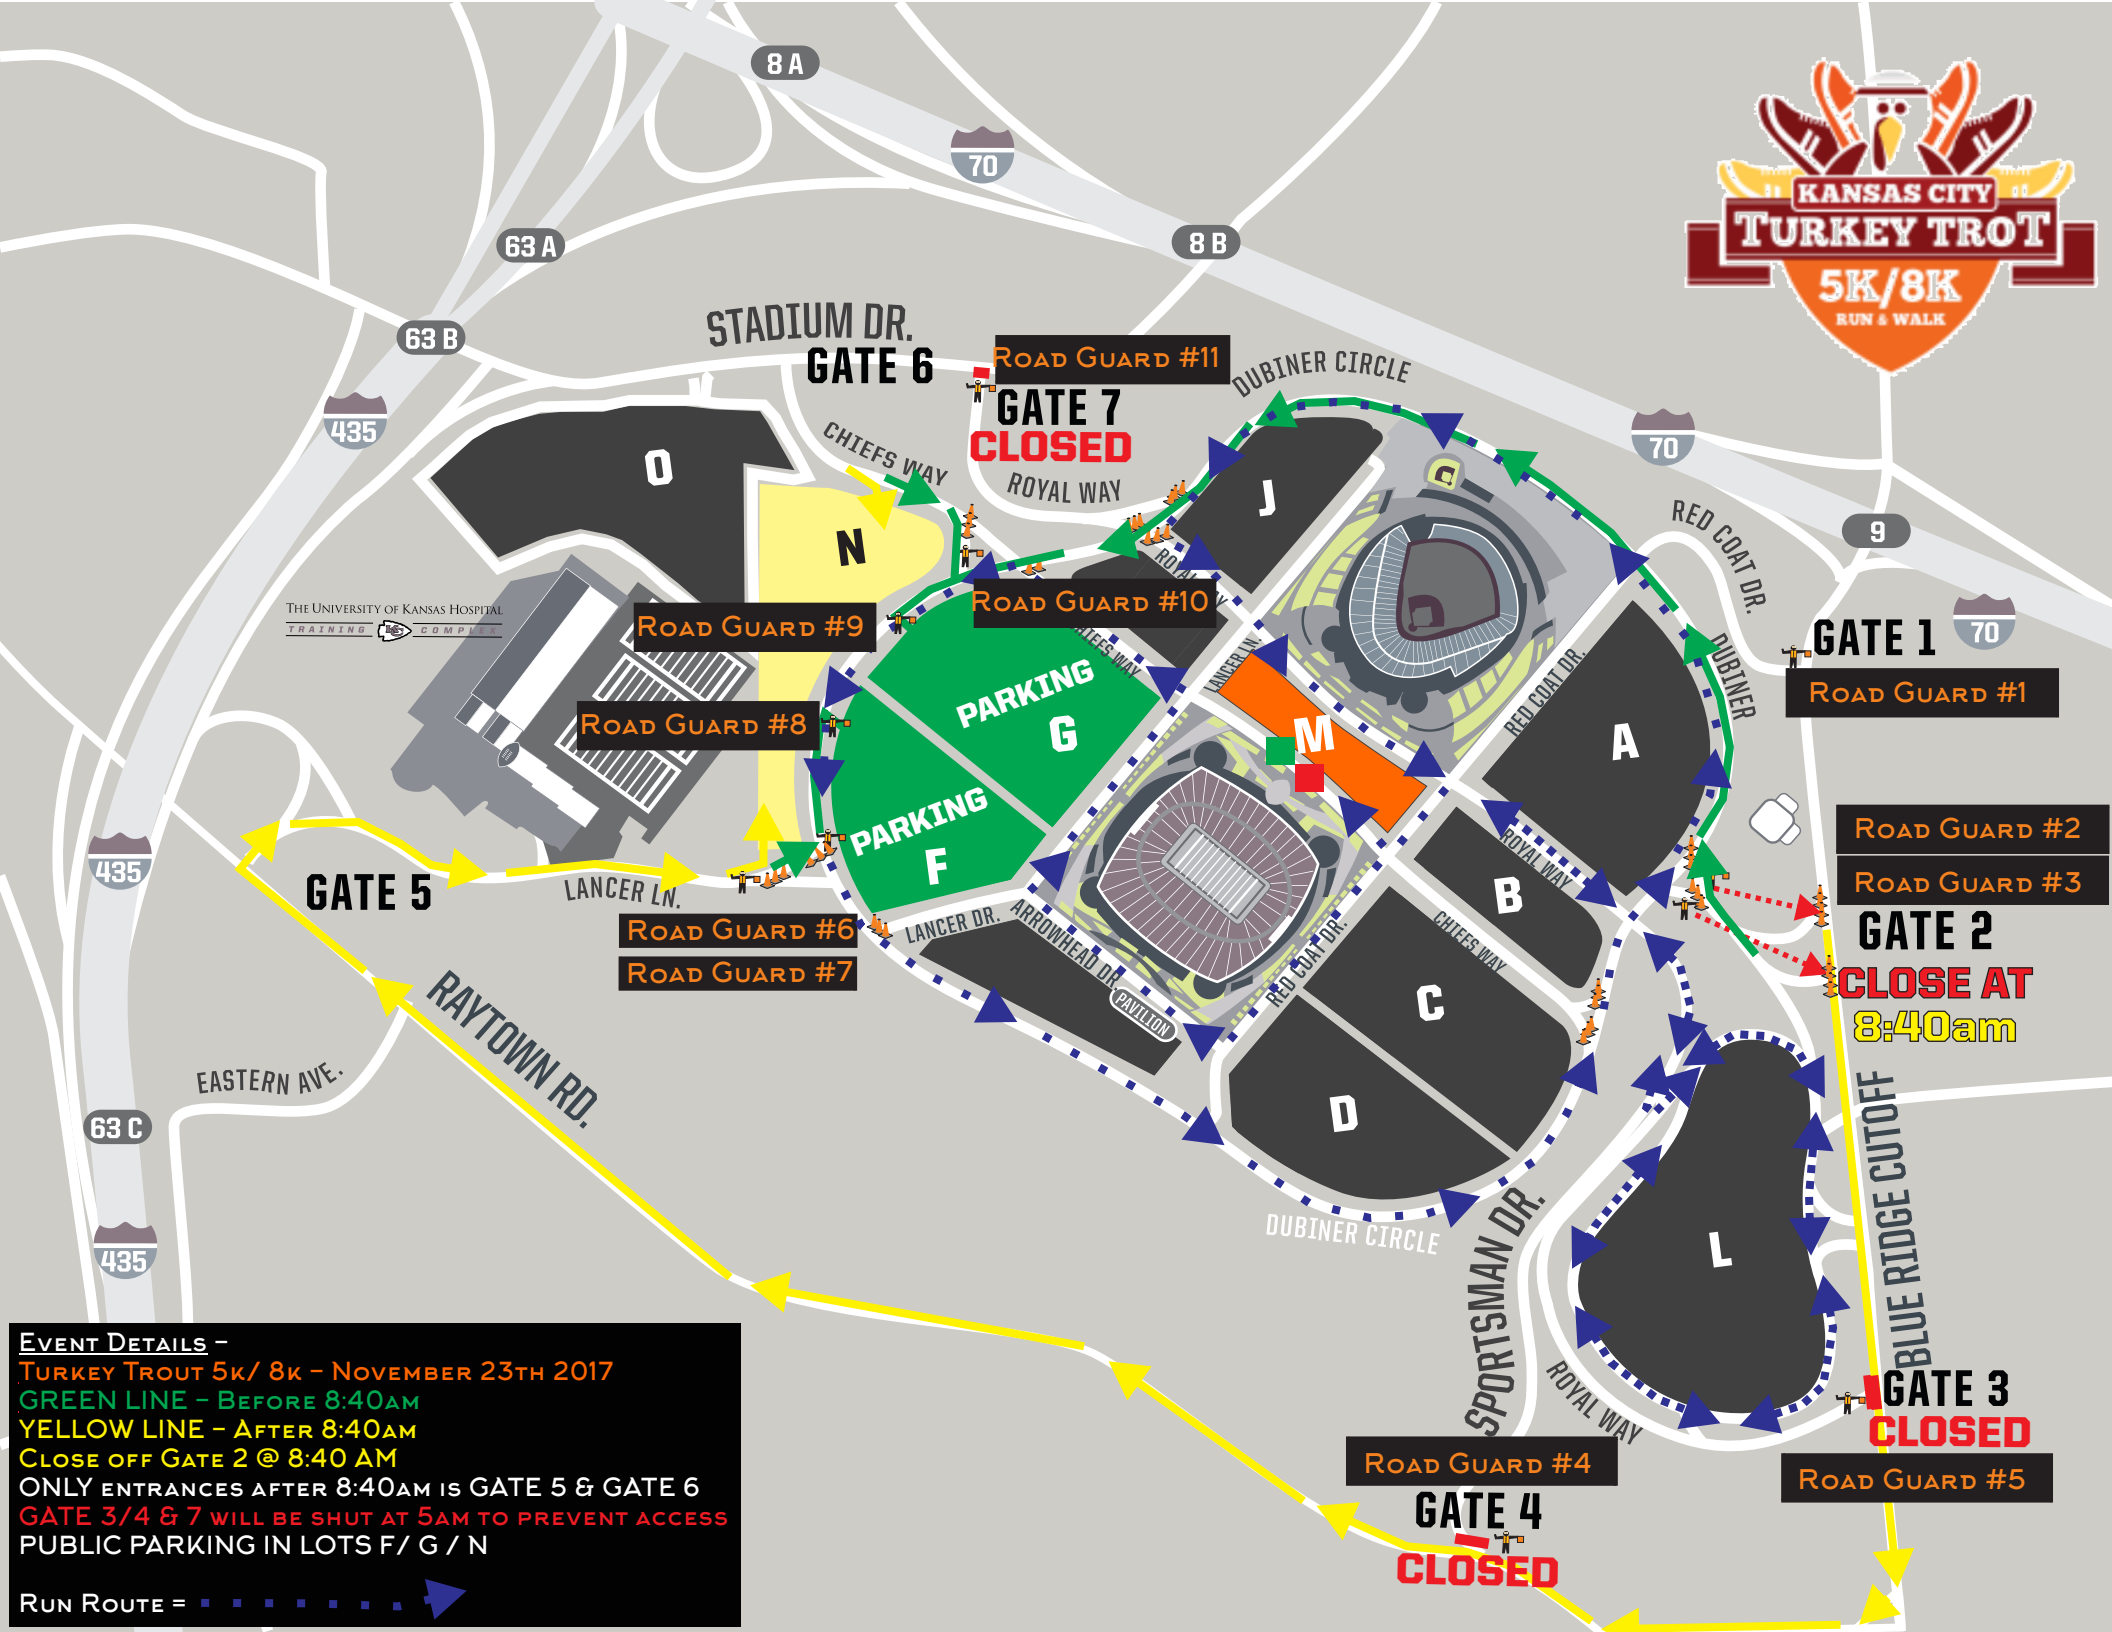 8 A
70
KANSAS CITY
TURKEY TROT
5K/8K
RUN & WALK
63 A
8 B
63 B
STADIUM DR.
GATE 6
ROAD GUARD #11
DUBINER CIRCLE
GATE 7
CLOSED
435
70
O
CHIEFS WAY
ROYAL WAY
J
RED COAT DR.
9
N
ROYAL WAY
THE UNIVERSITY OF KANSAS HOSPITAL
TRAINING KC COMPLEX
ROAD GUARD #9
ROAD GUARD #10
GATE 1
70
ROAD GUARD #1
CHIEFS WAY
LANCER LN.
RED COAT DR.
DUBINER
PARKING
G
ROAD GUARD #8
M
A
PARKING
F
ROAD GUARD #2
ROAD GUARD #3
435
GATE 5
LANCER LN.
ROYAL WAY
B
ROAD GUARD #6
ROAD GUARD #7
LANCER DR.
ARROWHEAD DR.
PAVILION
RED COAT DR.
CHIEFS WAY
GATE 2
CLOSE AT
8:40am
C
RAYTOWN RD.
EASTERN AVE.
63 C
D
DUBINER CIRCLE
L
435
SPORTSMAN DR.
BLUE RIDGE CUTOFF
ROYAL WAY
GATE 3
CLOSED
ROAD GUARD #4
ROAD GUARD #5
GATE 4
CLOSED
EVENT DETAILS –
TURKEY TROUT 5K/ 8K – NOVEMBER 23TH 2017
GREEN LINE – BEFORE 8:40AM
YELLOW LINE – AFTER 8:40AM
CLOSE OFF GATE 2 @ 8:40 AM
ONLY ENTRANCES AFTER 8:40AM IS GATE 5 & GATE 6
GATE 3/4 & 7 WILL BE SHUT AT 5AM TO PREVENT ACCESS
PUBLIC PARKING IN LOTS F/ G / N
RUN ROUTE =